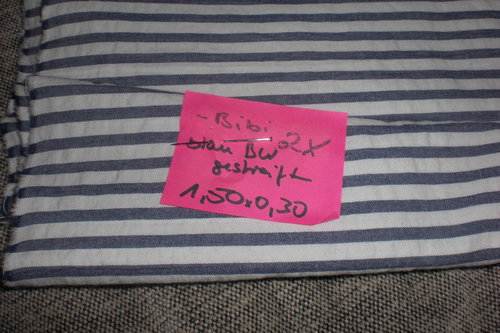 - Bibi 2X
blau BW
gestreift
1,50x0,30